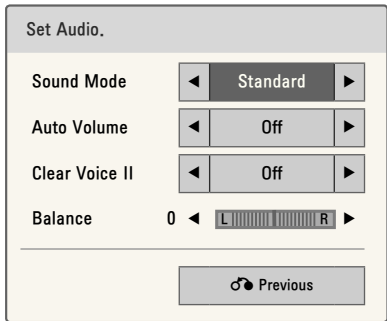 Set Audio.
Sound Mode ◄ Standard ►
Auto Volume ◄ Off ►
Clear Voice II ◄ Off ►
Balance 0 ◄ L R ►
Previous